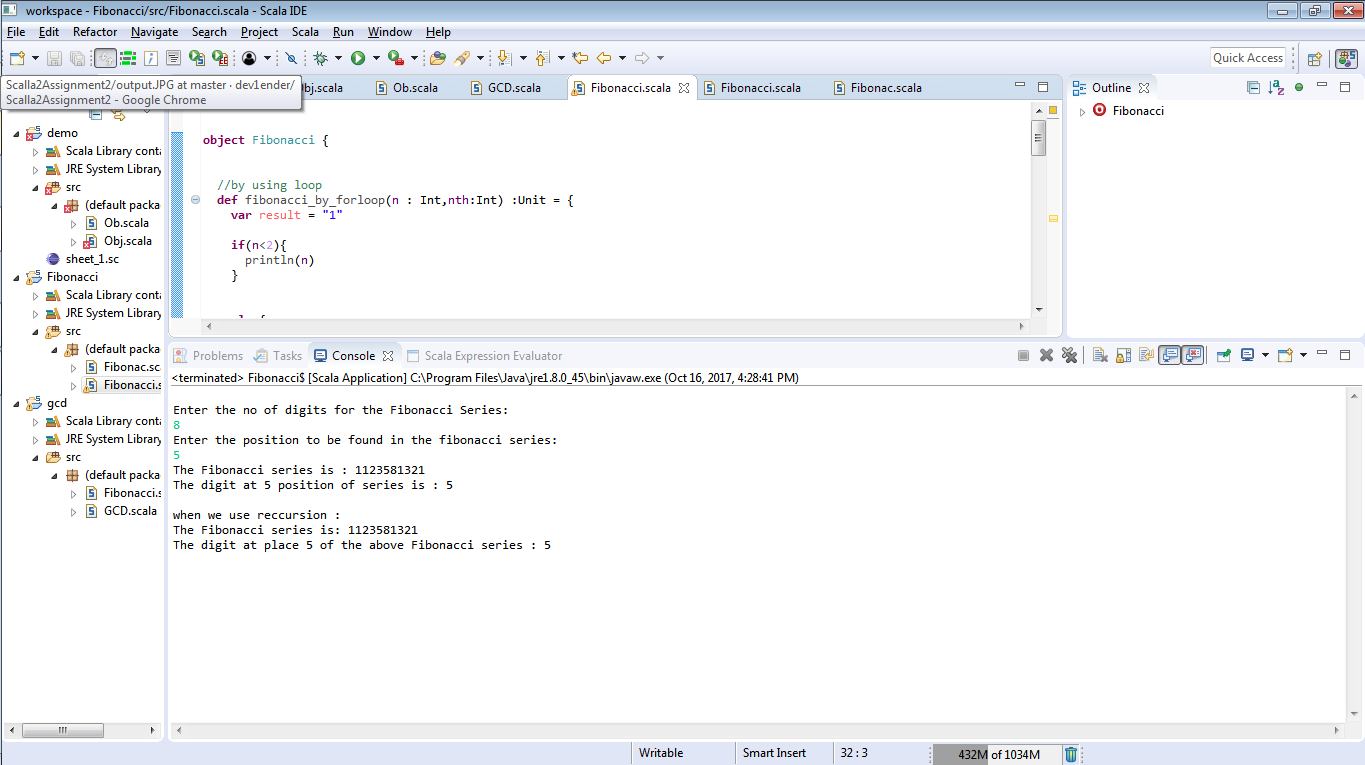 workspace - Fibonacci/src/Fibonacci.scala - Scala IDE
File Edit Refactor Navigate Search Project Scala Run Window Help
Quick Access
Scalla2Assignment2/outputJPG at master · dev1ender/
Scalla2Assignment2 - Google Chrome
bj.scala Ob.scala GCD.scala Fibonacci.scala Fibonacci.scala Fibonac.scala
Outline
Fibonacci
demo
Scala Library conta
JRE System Library
src
(default packa
Ob.scala
Obj.scala
sheet_1.sc
Fibonacci
Scala Library conta
JRE System Library
src
(default packa
Fibonac.sc
Fibonacci.s
gcd
Scala Library conta
JRE System Library
src
(default packa
Fibonacci.s
GCD.scala
object Fibonacci {
//by using loop
def fibonacci_by_forloop(n : Int,nth:Int) :Unit = {
var result = "1"
if(n<2){
println(n)
}
Problems Tasks Console Scala Expression Evaluator
<terminated> Fibonacci$ [Scala Application] C:\Program Files\Java\jre1.8.0_45\bin\javaw.exe (Oct 16, 2017, 4:28:41 PM)
Enter the no of digits for the Fibonacci Series:
8
Enter the position to be found in the fibonacci series:
5
The Fibonacci series is : 1123581321
The digit at 5 position of series is : 5
when we use reccursion :
The Fibonacci series is: 1123581321
The digit at place 5 of the above Fibonacci series : 5
Writable Smart Insert 32 : 3 432M of 1034M